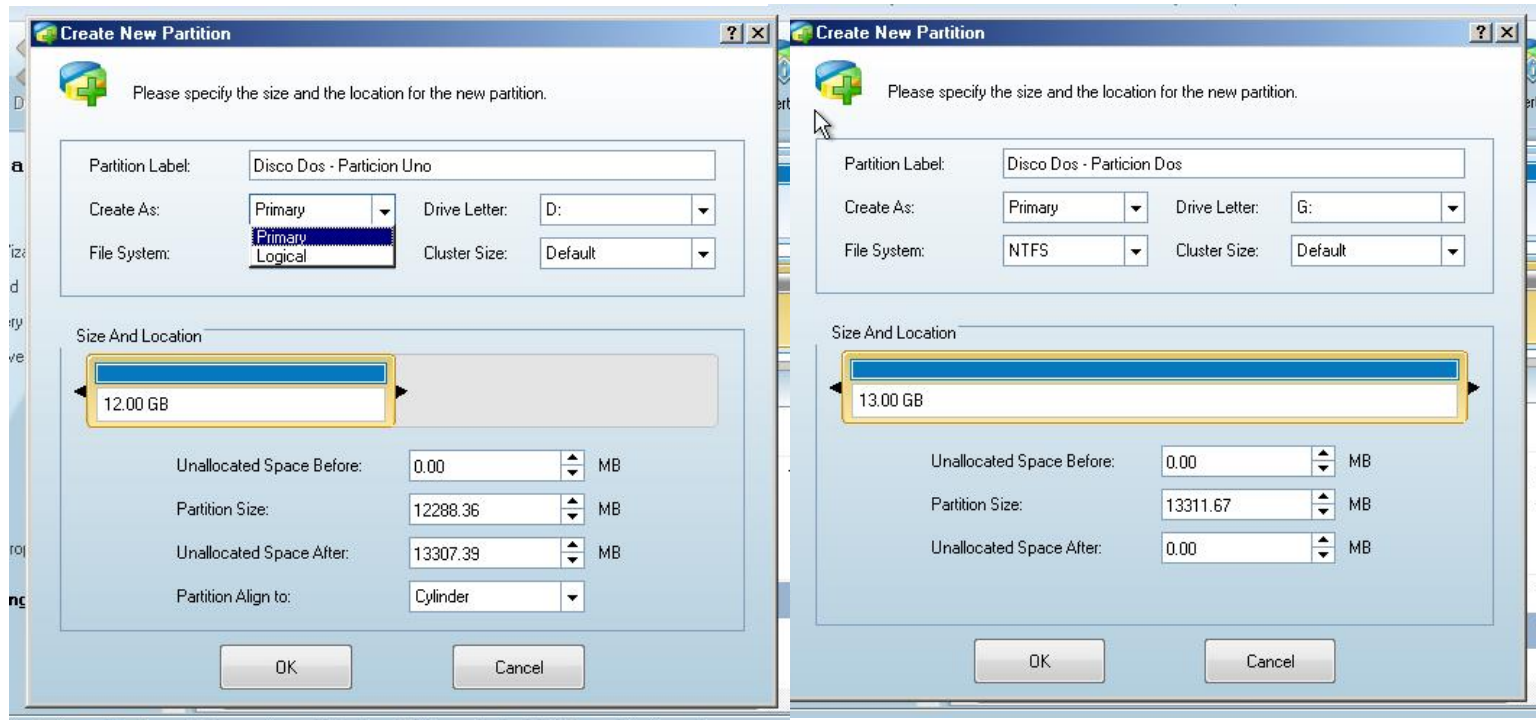 Create New Partition
Please specify the size and the location for the new partition.
Partition Label: Disco Dos - Particion Uno
Create As: Primary Drive Letter: D:
Primary
File System: Logical Cluster Size: Default
Size And Location
12.00 GB
Unallocated Space Before: 0.00 MB
Partition Size: 12288.36 MB
Unallocated Space After: 13307.39 MB
Partition Align to: Cylinder
OK Cancel
Create New Partition
Please specify the size and the location for the new partition.
Partition Label: Disco Dos - Particion Dos
Create As: Primary Drive Letter: G:
File System: NTFS Cluster Size: Default
Size And Location
13.00 GB
Unallocated Space Before: 0.00 MB
Partition Size: 13311.67 MB
Unallocated Space After: 0.00 MB
OK Cancel